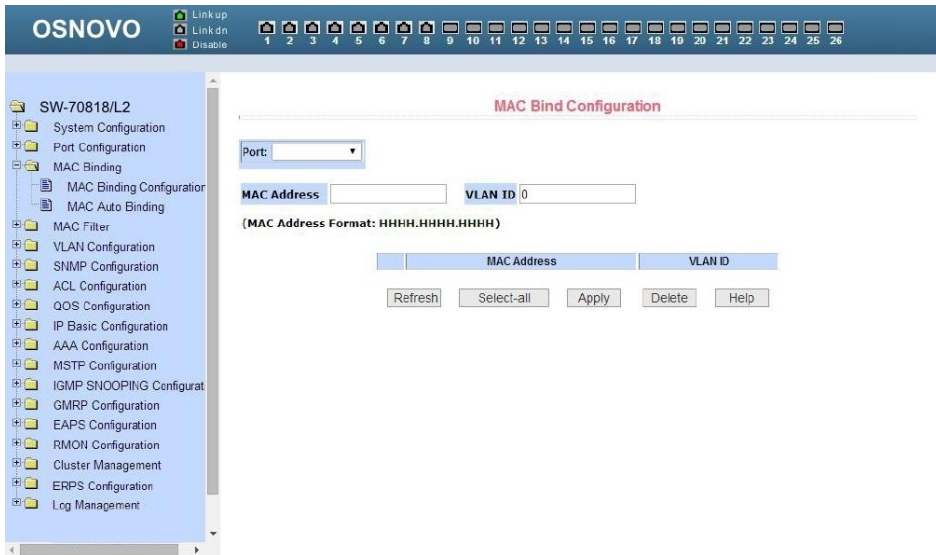 OSNOVO
Link up
Link dn
Disable
1 2 3 4 5 6 7 8 9 10 11 12 13 14 15 16 17 18 19 20 21 22 23 24 25 26
SW-70818/L2
System Configuration
Port Configuration
MAC Binding
MAC Binding Configuration
MAC Auto Binding
MAC Filter
VLAN Configuration
SNMP Configuration
ACL Configuration
QOS Configuration
IP Basic Configuration
AAA Configuration
MSTP Configuration
IGMP SNOOPING Configurat
GMRP Configuration
EAPS Configuration
RMON Configuration
Cluster Management
ERPS Configuration
Log Management
MAC Bind Configuration
Port:
MAC Address VLAN ID 0
(MAC Address Format: HHHH.HHHH.HHHH)
MAC Address VLAN ID
Refresh Select-all Apply Delete Help